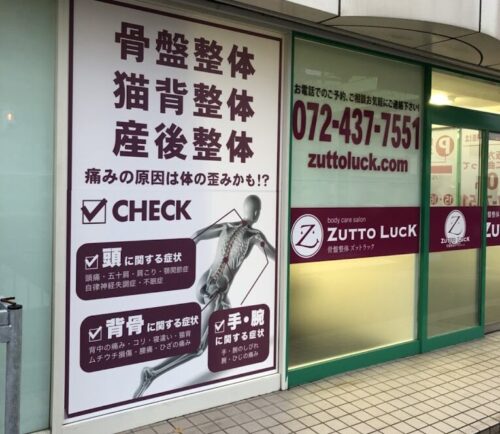 骨盤整体
猫背整体
産後整体
痛みの原因は体の歪みかも!?
CHECK
頭に関する症状
頭痛・五十肩・肩こり・顎関節症
自律神経失調症・不眠症
背骨に関する症状
背中の痛み・コリ・寝違い・猫背
ムチウチ損傷・腰痛・ひざの痛み
手・腕
に関する症状
手・腕のしびれ
腕・ひじの痛み
お電話でのご予約、ご相談お気軽にご連絡下さい!
072-437-7551
zuttoluck.com
body care salon
ZUTTO LUCK
骨盤整体 ズットラック
Z
ZUTTO LUCK
P